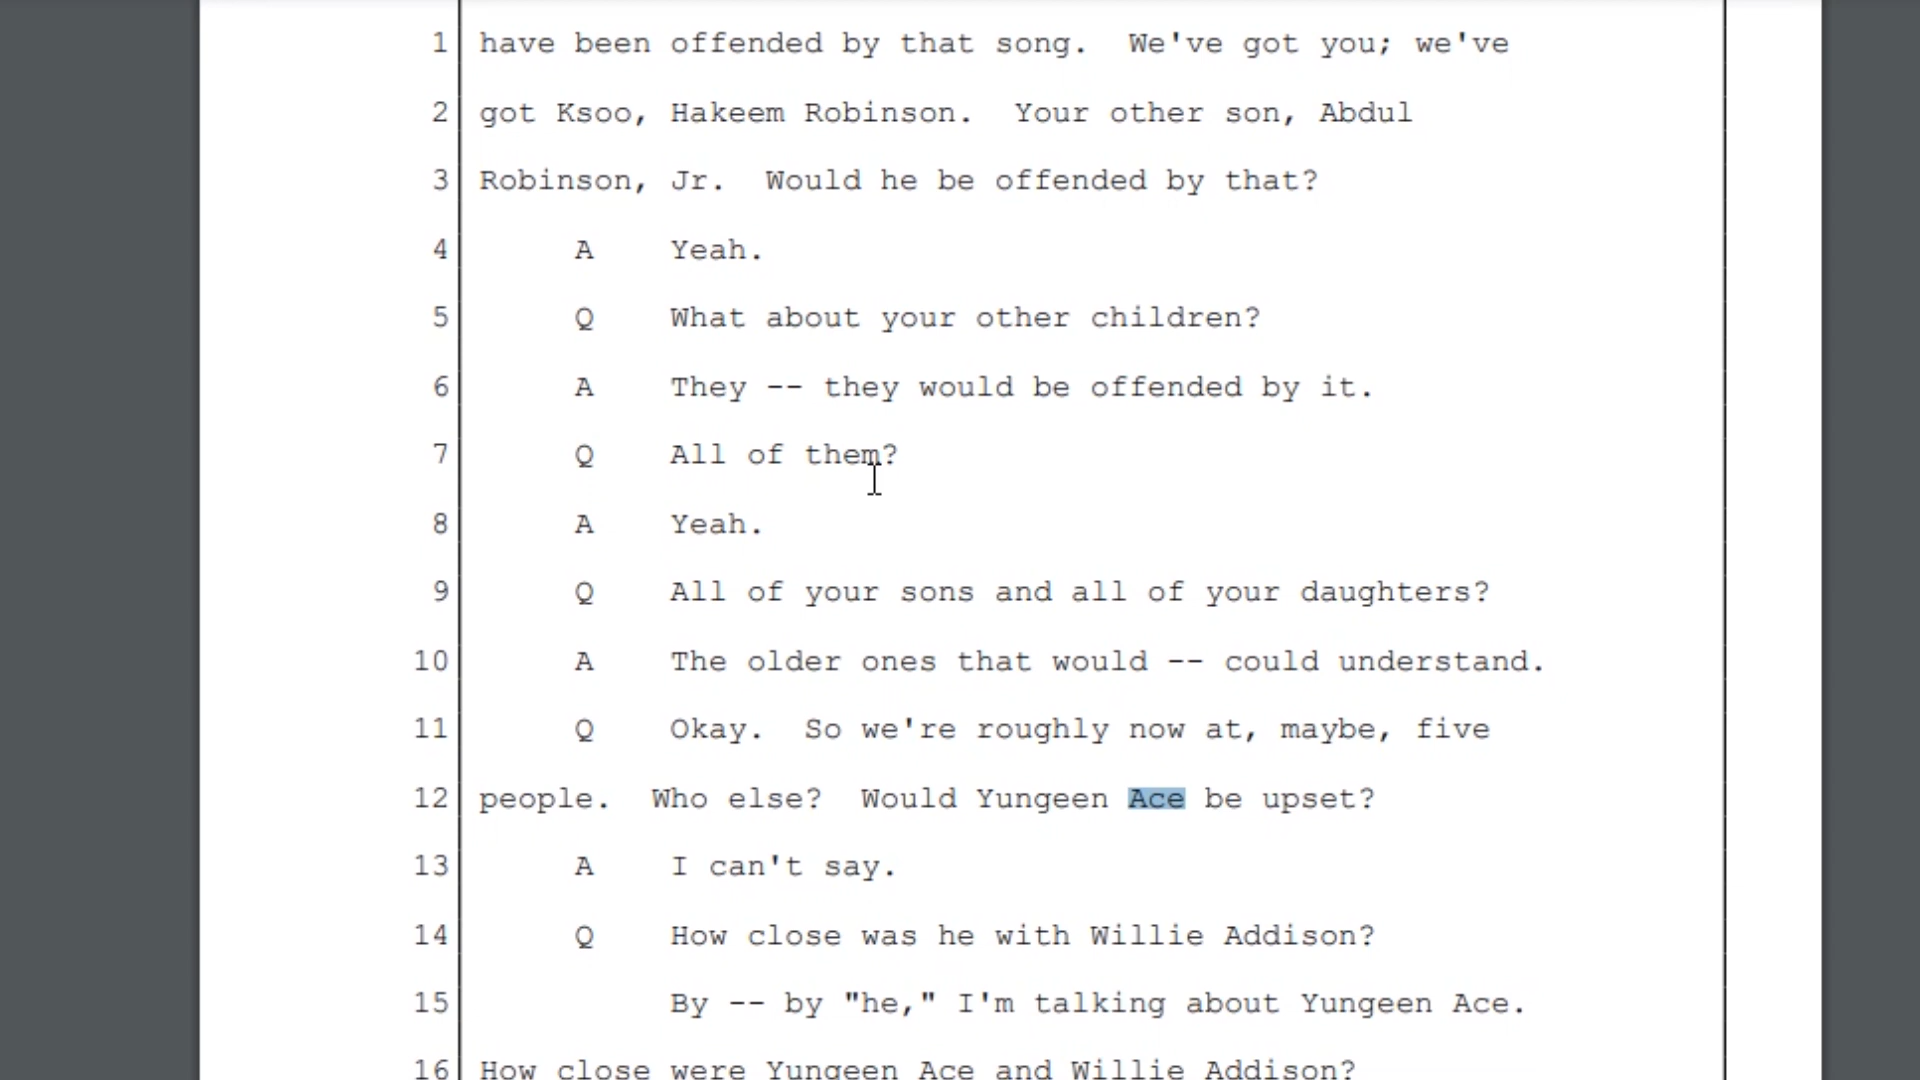 1 have been offended by that song. We've got you; we've
2 got Ksoo, Hakeem Robinson. Your other son, Abdul
3 Robinson, Jr. Would he be offended by that?
4 A Yeah.
5 Q What about your other children?
6 A They -- they would be offended by it.
7 Q All of them?
8 A Yeah.
9 Q All of your sons and all of your daughters?
10 A The older ones that would -- could understand.
11 Q Okay. So we're roughly now at, maybe, five
12 people. Who else? Would Yungeen Ace be upset?
13 A I can't say.
14 Q How close was he with Willie Addison?
15 By -- by "he," I'm talking about Yungeen Ace.
16 How close were Yungeen Ace and Willie Addison?